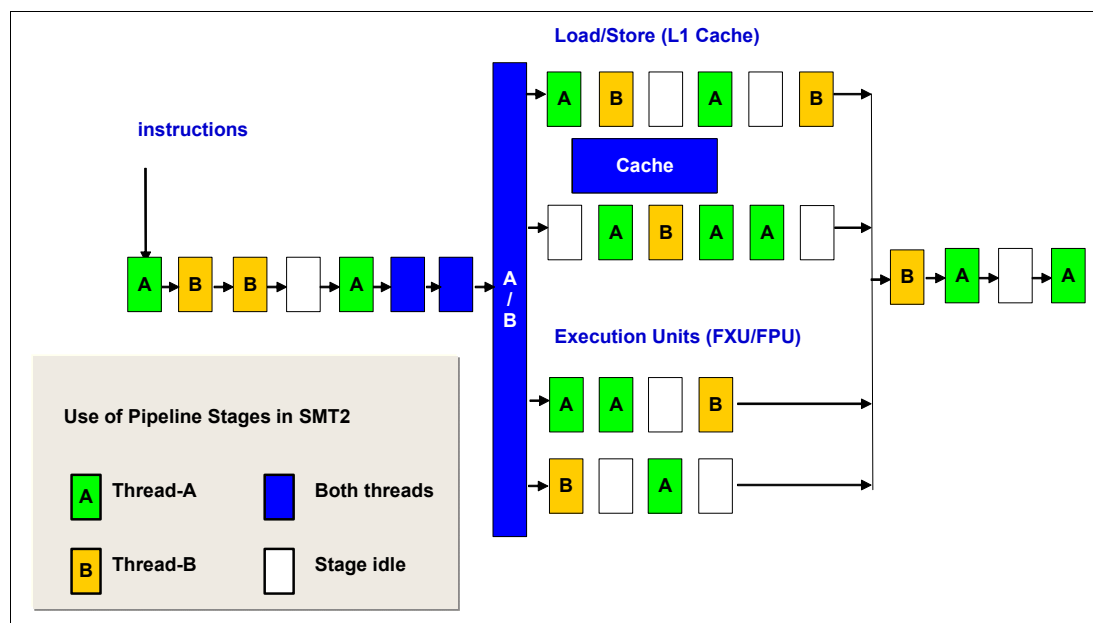 Load/Store (L1 Cache)
A B A B
instructions
Cache
A B A A
A B B A
A
/
B
B A A
Execution Units (FXU/FPU)
A A B
B A
Use of Pipeline Stages in SMT2
A Thread-A Both threads
B Thread-B Stage idle